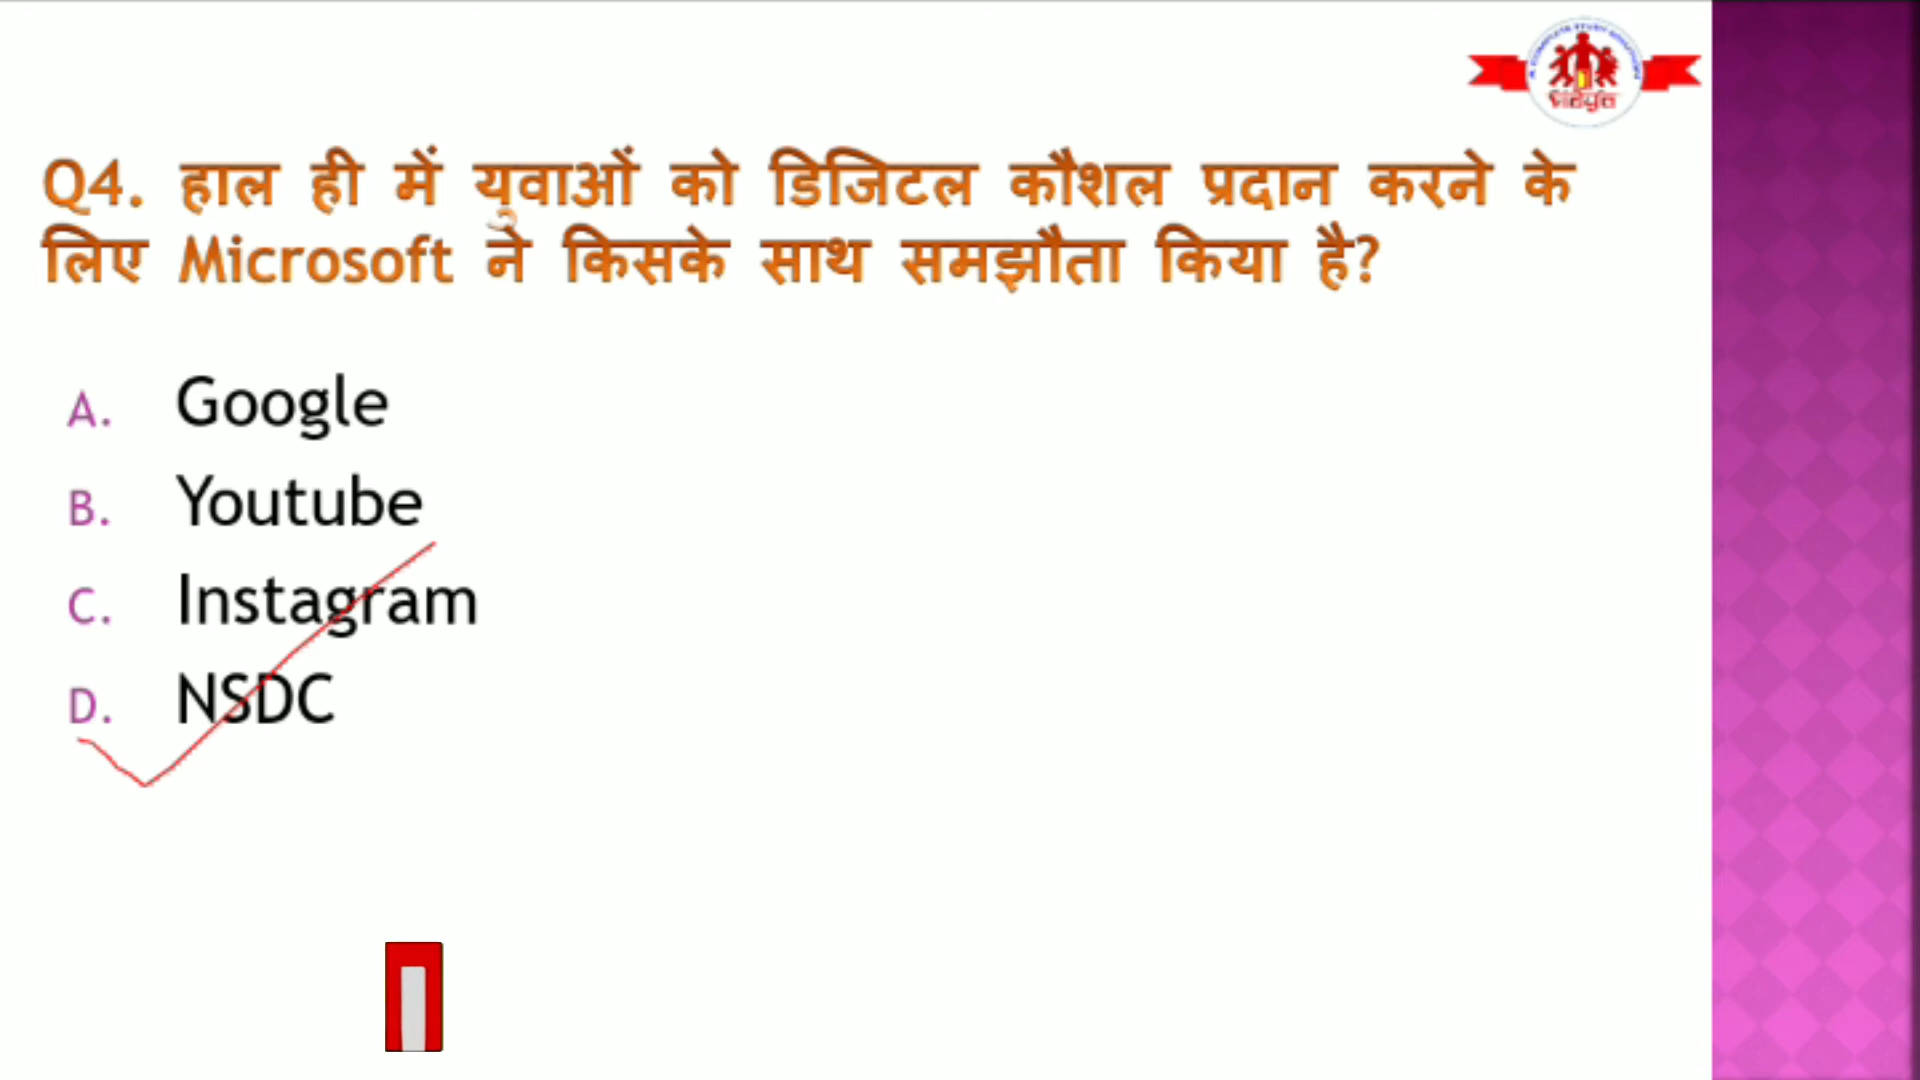 Q4. हाल ही में युवाओं को डिजिटल कौशल प्रदान करने के
लिए Microsoft ने किसके साथ समझौता किया है?
A. Google
B. Youtube
C. Instagram
D. NSDC